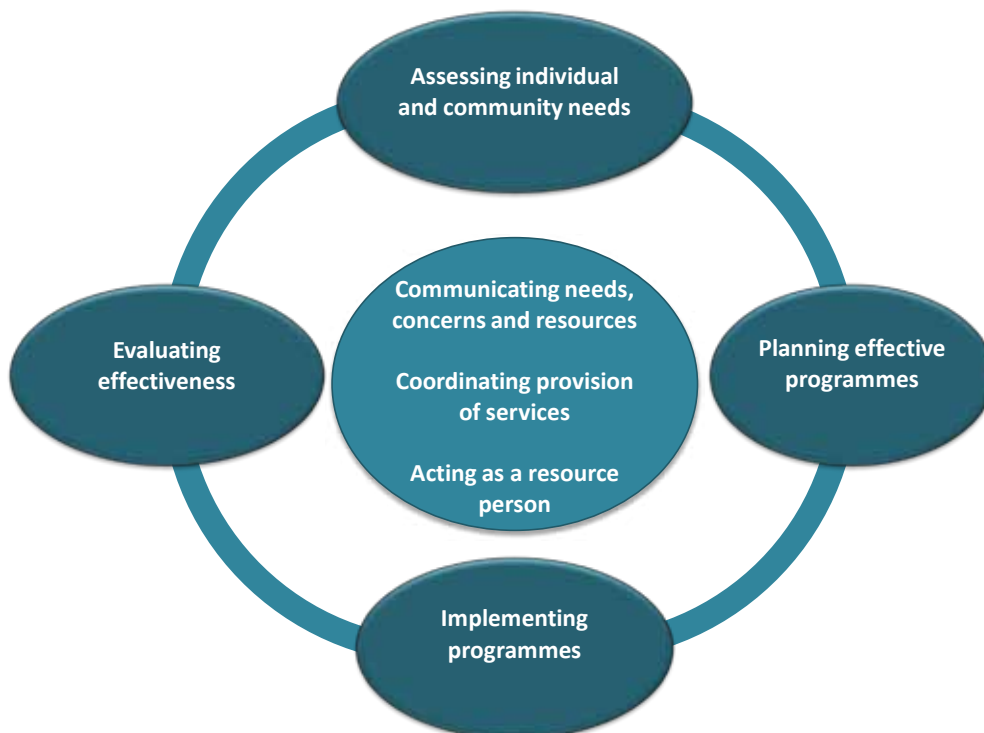 Assessing individual
and community needs
Communicating needs,
concerns and resources
Coordinating provision
of services
Acting as a resource
person
Evaluating
effectiveness
Planning effective
programmes
Implementing
programmes